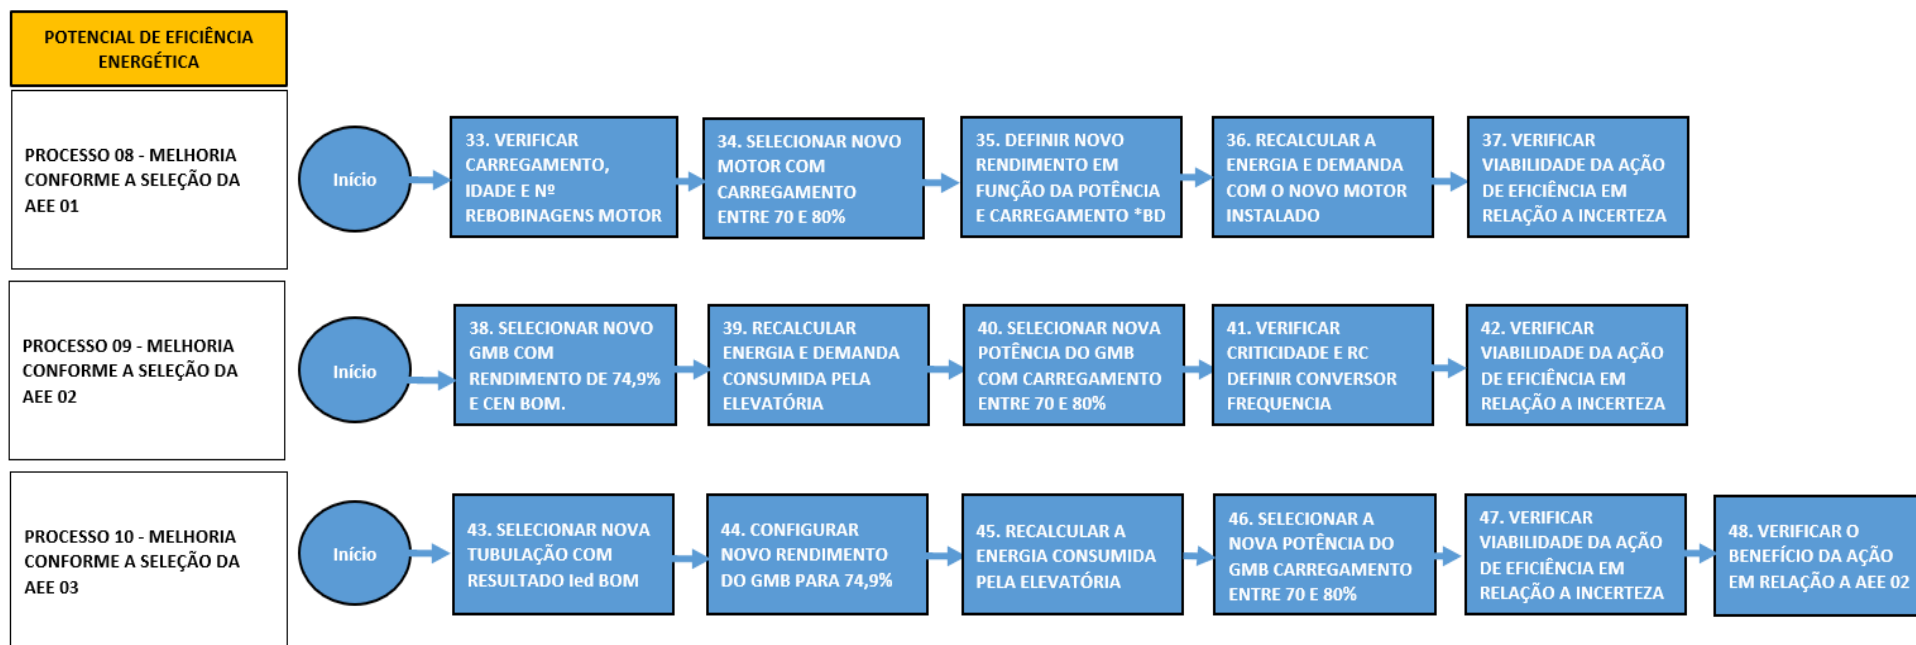 POTENCIAL DE EFICIÊNCIA
ENERGÉTICA
PROCESSO 08 - MELHORIA
CONFORME A SELEÇÃO DA
AEE 01
Início
33. VERIFICAR
CARREGAMENTO,
IDADE E Nº
REBOBINAGENS MOTOR
34. SELECIONAR NOVO
MOTOR COM
CARREGAMENTO
ENTRE 70 E 80%
35. DEFINIR NOVO
RENDIMENTO EM
FUNÇÃO DA POTÊNCIA
E CARREGAMENTO *BD
36. RECALCULAR A
ENERGIA E DEMANDA
COM O NOVO MOTOR
INSTALADO
37. VERIFICAR
VIABILIDADE DA AÇÃO
DE EFICIÊNCIA EM
RELAÇÃO A INCERTEZA
PROCESSO 09 - MELHORIA
CONFORME A SELEÇÃO DA
AEE 02
Início
38. SELECIONAR NOVO
GMB COM
RENDIMENTO DE 74,9%
E CEN BOM.
39. RECALCULAR
ENERGIA E DEMANDA
CONSUMIDA PELA
ELEVATÓRIA
40. SELECIONAR NOVA
POTÊNCIA DO GMB
COM CARREGAMENTO
ENTRE 70 E 80%
41. VERIFICAR
CRITICIDADE E RC
DEFINIR CONVERSOR
FREQUENCIA
42. VERIFICAR
VIABILIDADE DA AÇÃO
DE EFICIÊNCIA EM
RELAÇÃO A INCERTEZA
PROCESSO 10 - MELHORIA
CONFORME A SELEÇÃO DA
AEE 03
Início
43. SELECIONAR NOVA
TUBULAÇÃO COM
RESULTADO Ied BOM
44. CONFIGURAR
NOVO RENDIMENTO
DO GMB PARA 74,9%
45. RECALCULAR A
ENERGIA CONSUMIDA
PELA ELEVATÓRIA
46. SELECIONAR A
NOVA POTÊNCIA DO
GMB CARREGAMENTO
ENTRE 70 E 80%
47. VERIFICAR
VIABILIDADE DA AÇÃO
DE EFICIÊNCIA EM
RELAÇÃO A INCERTEZA
48. VERIFICAR O
BENEFÍCIO DA AÇÃO
EM RELAÇÃO A AEE 02